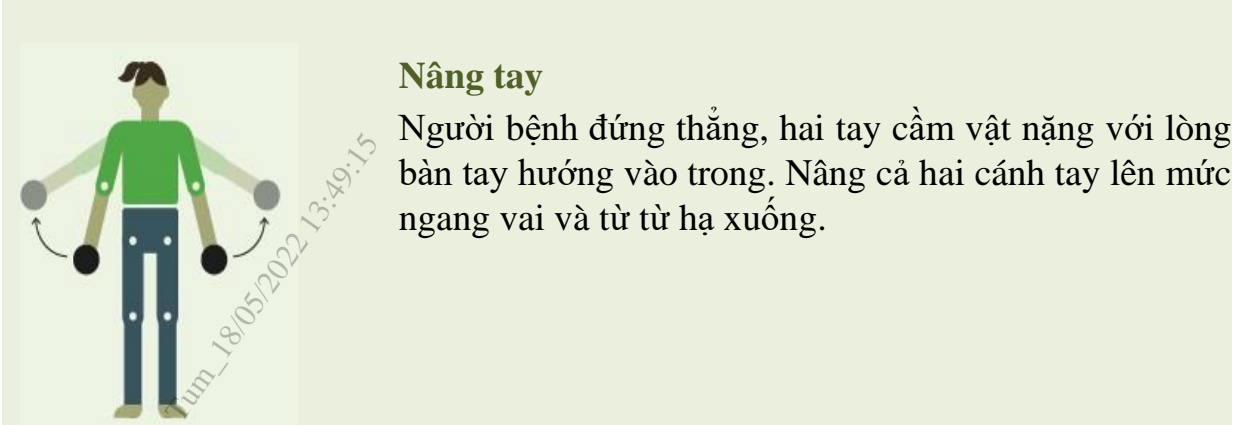 Nâng tay
Người bệnh đứng thẳng, hai tay cầm vật nặng với lòng
bàn tay hướng vào trong. Nâng cả hai cánh tay lên mức
ngang vai và từ từ hạ xuống.
Tum_18/05/2022 13:49:15